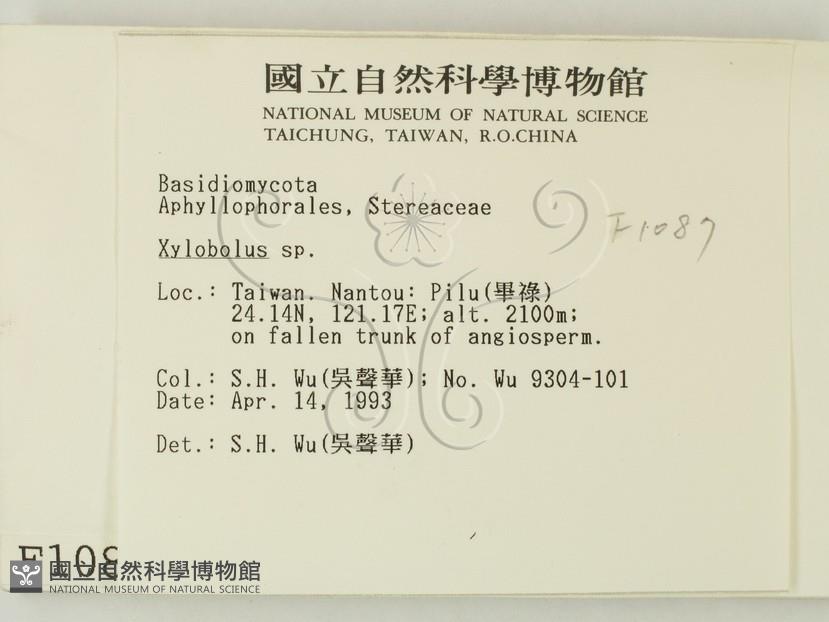 國立自然科學博物館
NATIONAL MUSEUM OF NATURAL SCIENCE
TAICHUNG, TAIWAN, R.O.CHINA
Basidiomycota
Aphyllophorales, Stereaceae
F1087
Xylobolus sp.
Loc.: Taiwan. Nantou: Pilu(畢祿)
24.14N, 121.17E; alt. 2100m;
on fallen trunk of angiosperm.
Col.: S.H. Wu(吳聲華); No. Wu 9304-101
Date: Apr. 14, 1993
Det.: S.H. Wu(吳聲華)
F108
國立自然科學博物館
NATIONAL MUSEUM OF NATURAL SCIENCE